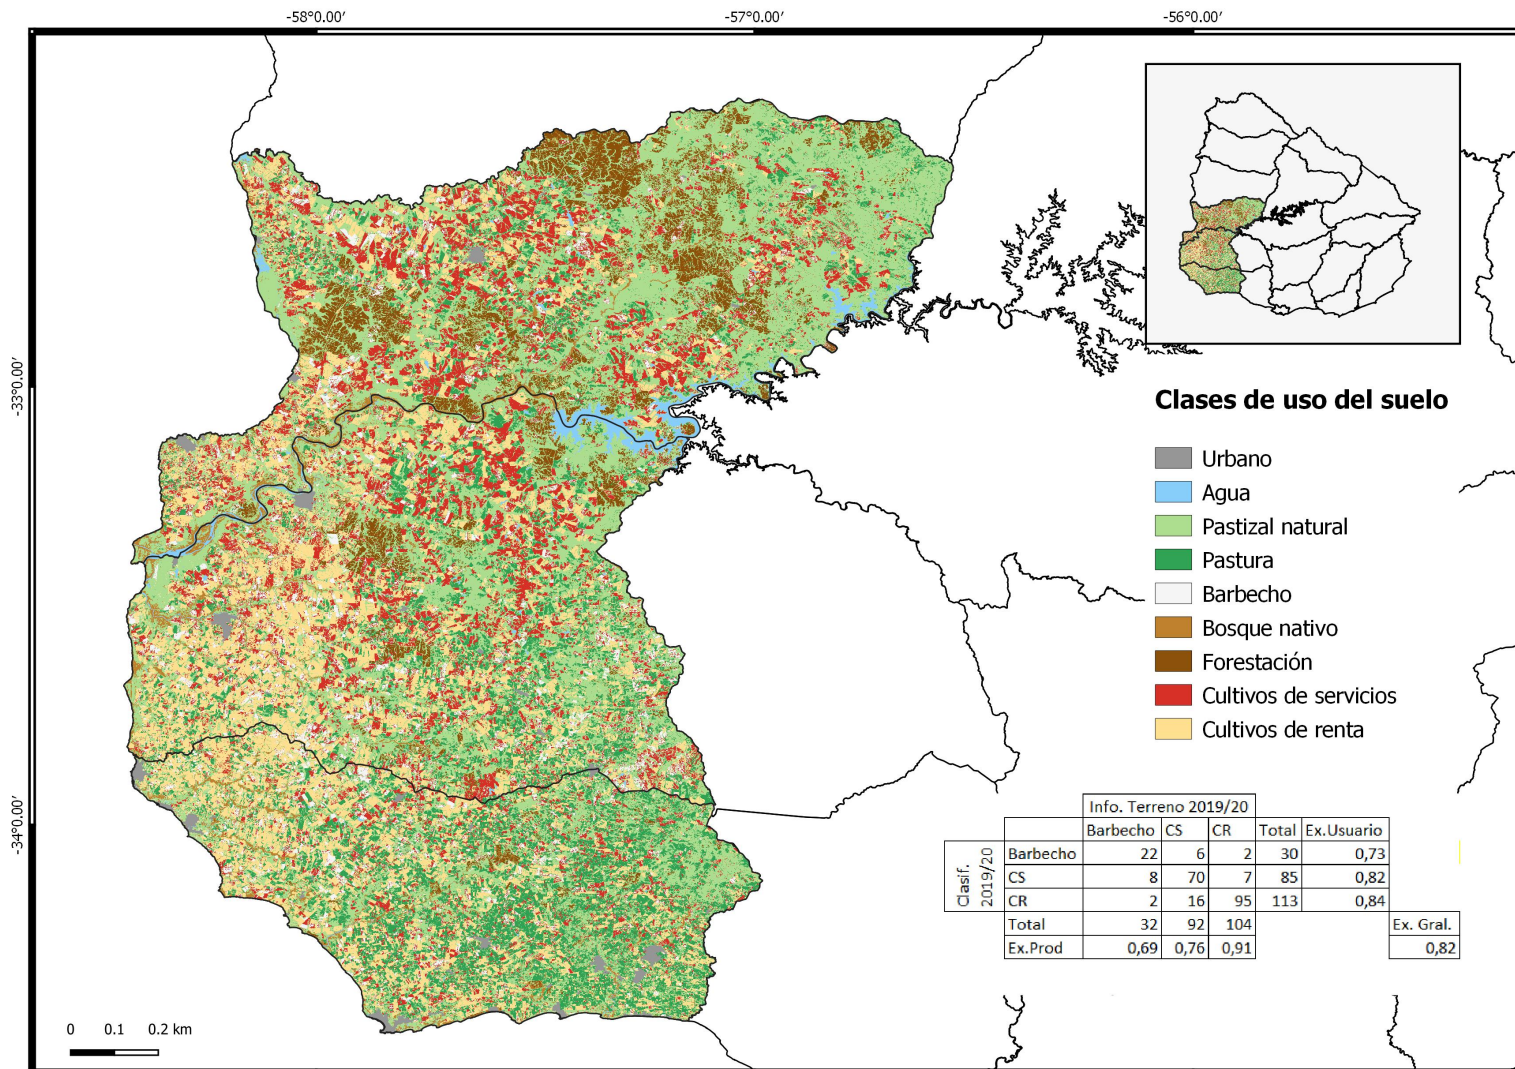 -58°0.00′ -57°0.00′ -56°0.00′
-33°0.00′
-34°0.00′
Clases de uso del suelo
Urbano
Agua
Pastizal natural
Pastura
Barbecho
Bosque nativo
Forestación
Cultivos de servicios
Cultivos de renta
Info. Terreno 2019/20
Barbecho CS CR Total Ex.Usuario
Clasif.
2019/20
Barbecho 22 6 2 30 0,73
CS 8 70 7 85 0,82
CR 2 16 95 113 0,84
Total 32 92 104 Ex. Gral.
Ex.Prod 0,69 0,76 0,91 0,82
0 0.1 0.2 km